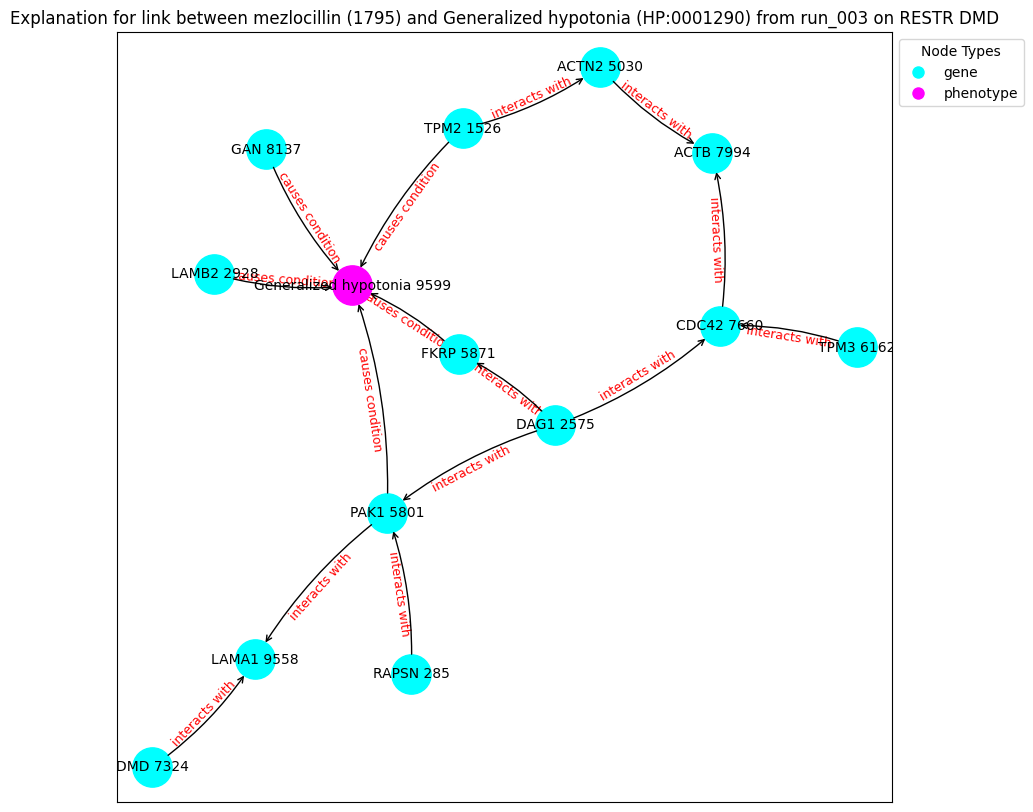 Explanation for link between mezlocillin (1795) and Generalized hypotonia (HP:0001290) from run_003 on RESTR DMD
Node Types
gene
phenotype
ACTN2 5030
interacts with
interacts with
TPM2 1526
GAN 8137
ACTB 7994
causes condition
causes condition
interacts with
LAMB2 2928
causes condition
Generalized hypotonia 9599
causes condition
CDC42 7660
interacts with
TPM3 6162
FKRP 5871
interacts with
interacts with
causes condition
DAG1 2575
interacts with
PAK1 5801
interacts with
interacts with
LAMA1 9558
RAPSN 285
interacts with
DMD 7324